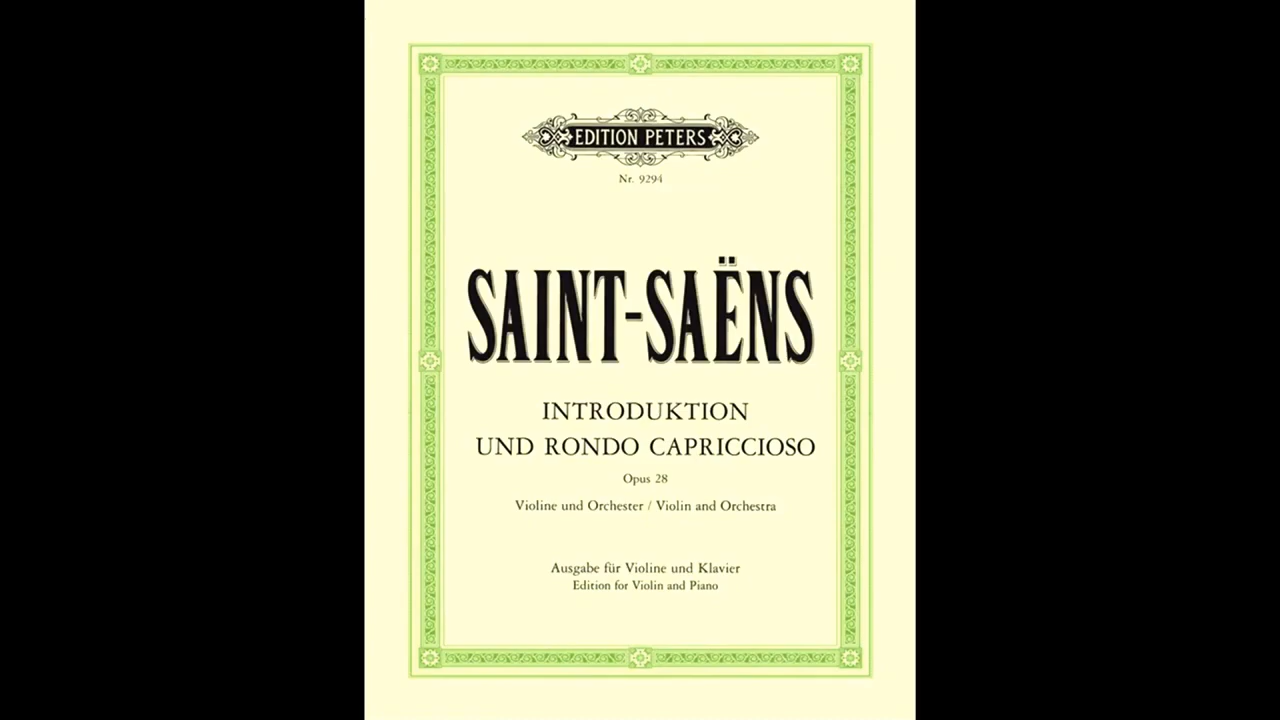 EDITION PETERS
Nr. 9294
SAINT-SAËNS
INTRODUKTION
UND RONDO CAPRICCIOSO
Opus 28
Violine und Orchester / Violin and Orchestra
Ausgabe für Violine und Klavier
Edition for Violin and Piano